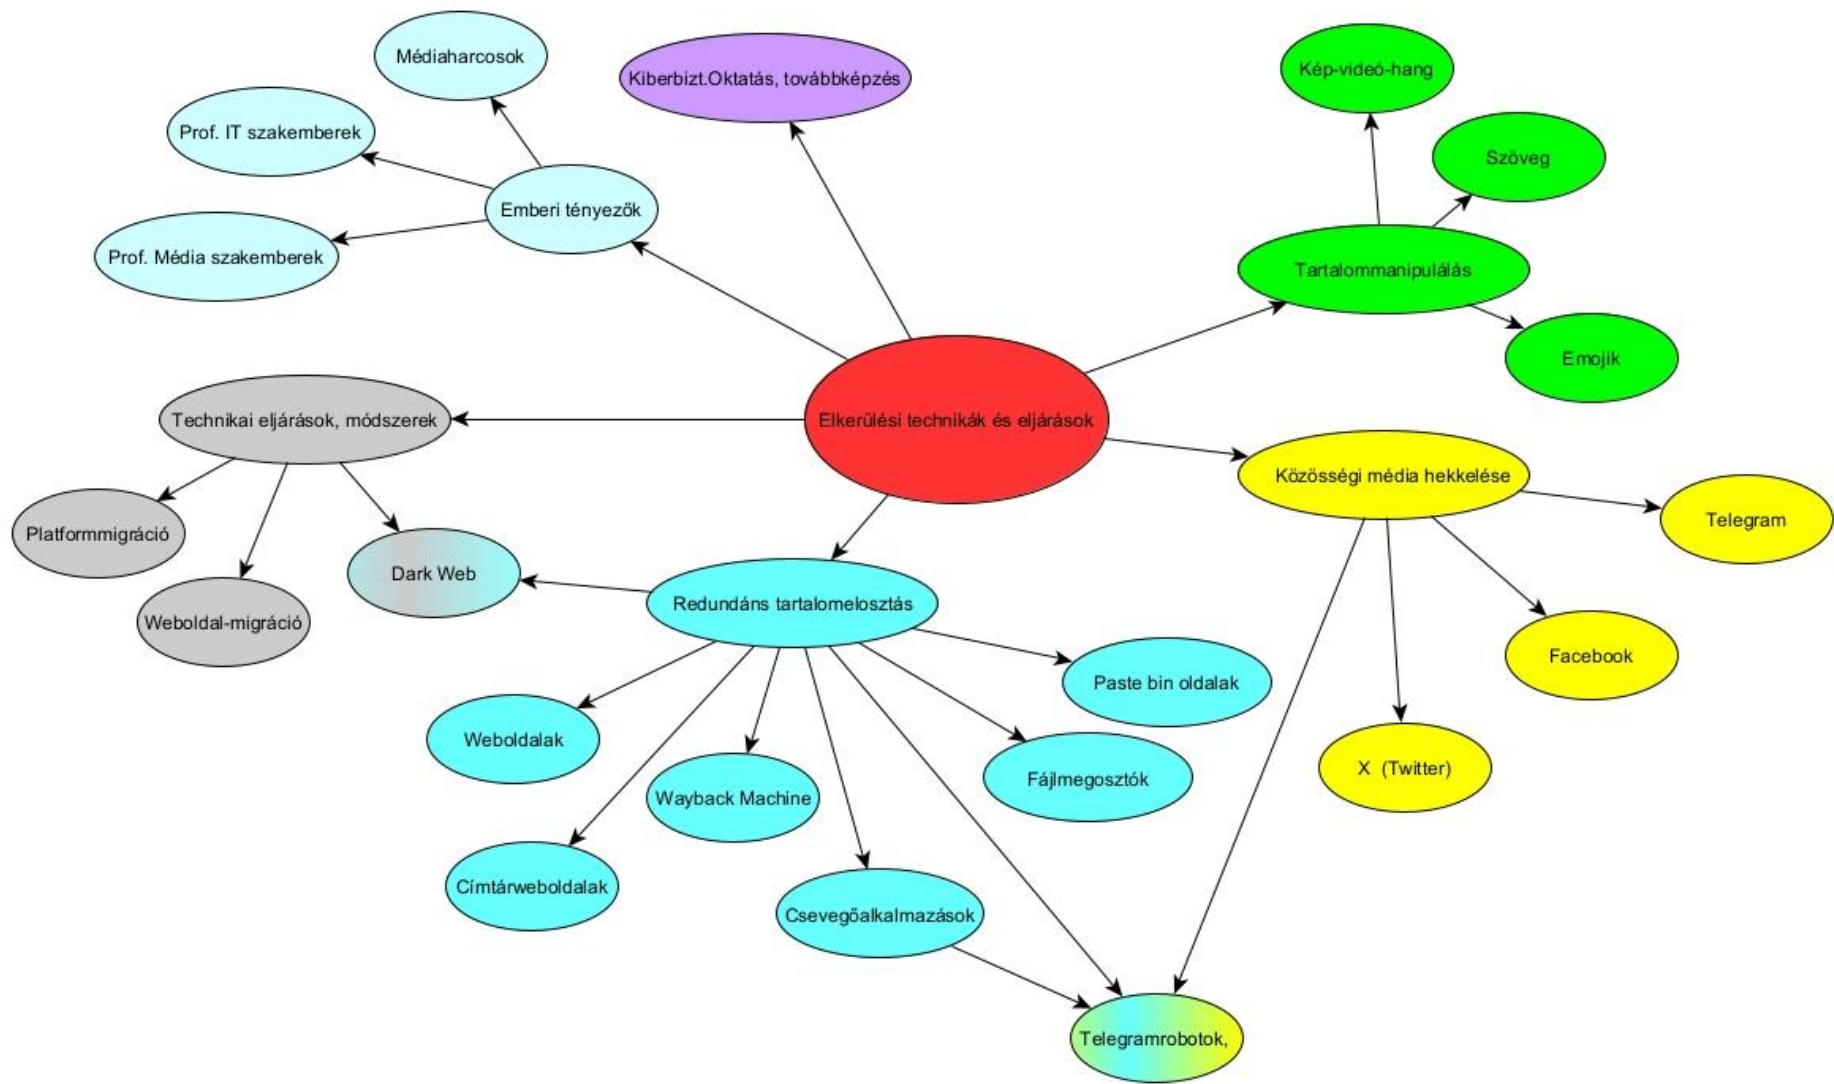 Médiaharcosok
Kiberbizt.Oktatás, továbbképzés
Kép-videó-hang
Prof. IT szakemberek
Szöveg
Emberi tényezők
Prof. Média szakemberek
Tartalommanipulálás
Emojik
Technikai eljárások, módszerek
Elkerülési technikák és eljárások
Közösségi média hekkelése
Telegram
Platformmigráció
Dark Web
Redundáns tartalomelosztás
Weboldal-migráció
Facebook
Paste bin oldalak
Weboldalak
X (Twitter)
Fájlmegosztók
Wayback Machine
Címtárweboldalak
Csevegőalkalmazások
Telegramrobotok,